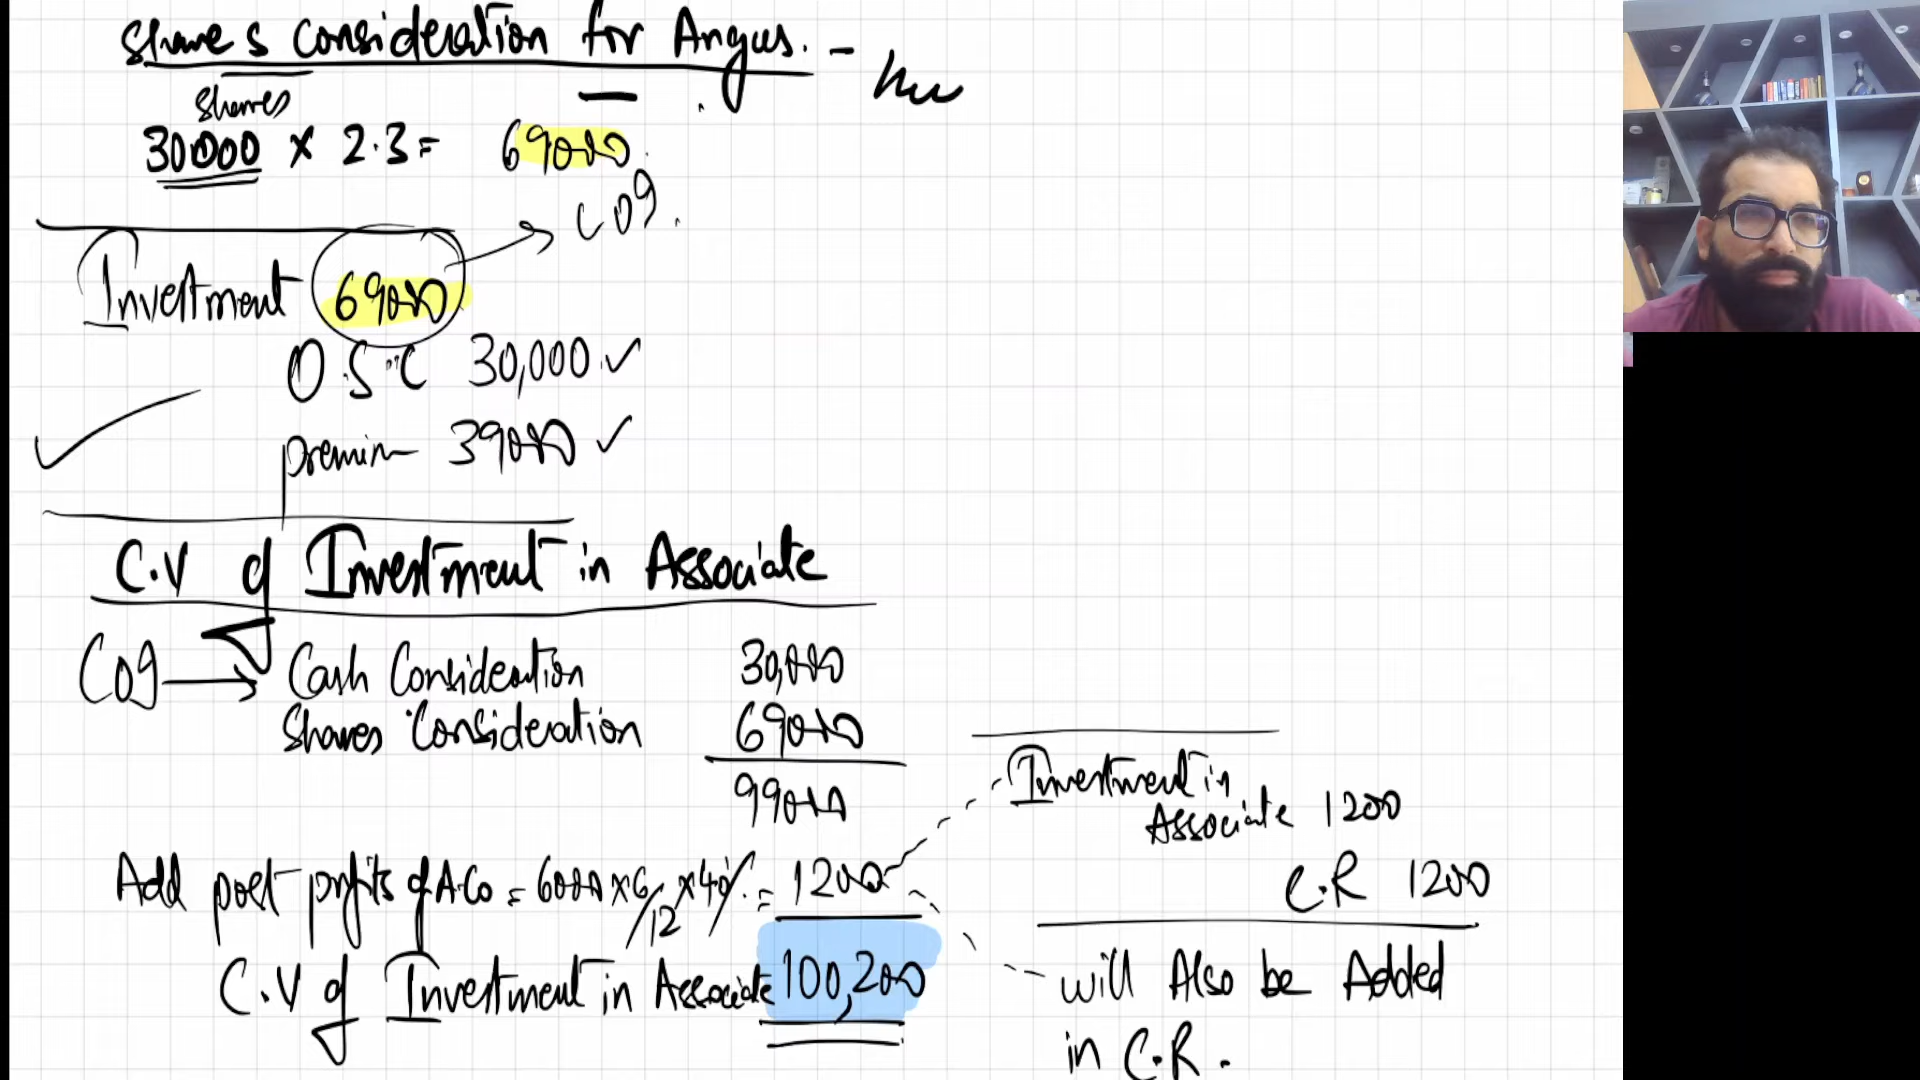 Shares consideration for Angus. -
shares
30000 × 2.3 = 69000.
COg.
Investment 69000
O.S.C 30,000 ✓
premium 39000 ✓
C.V of Investment in Associate
COg → Cash Consideration 30,000
Shares Consideration 69000
99000
Add post profits of A.Co = 6000 × 6/12 × 40% = 1200
C.V of Investment in Associate 100,200
Investment in
Associate 1200
C.R 1200
will Also be Added
in C.R.